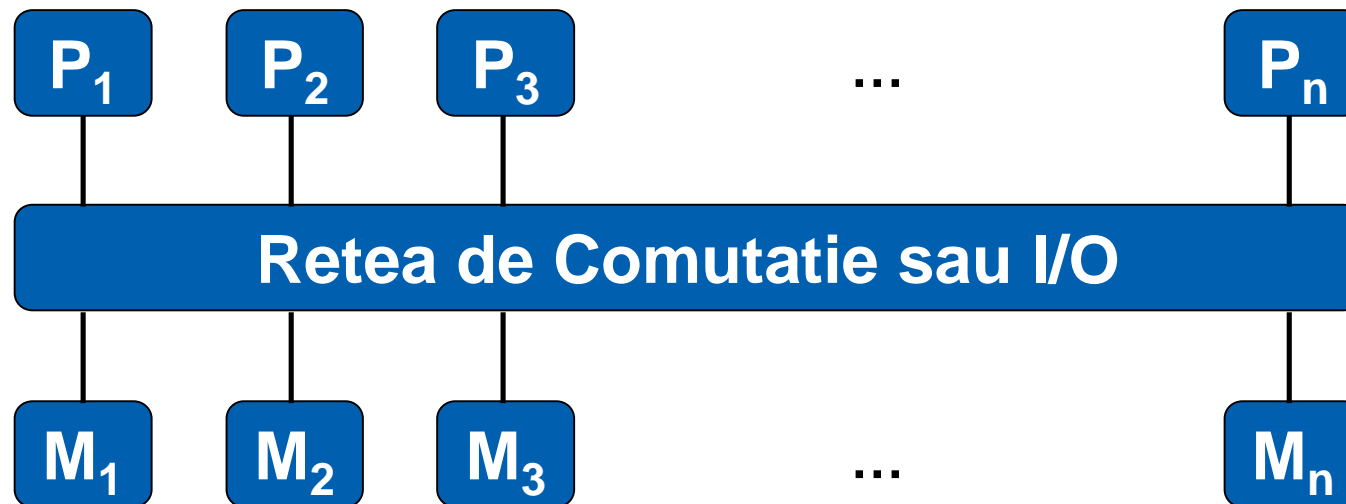 P₁ P₂ P₃ ... Pₙ
Retea de Comutatie sau I/O
M₁ M₂ M₃ ... Mₙ